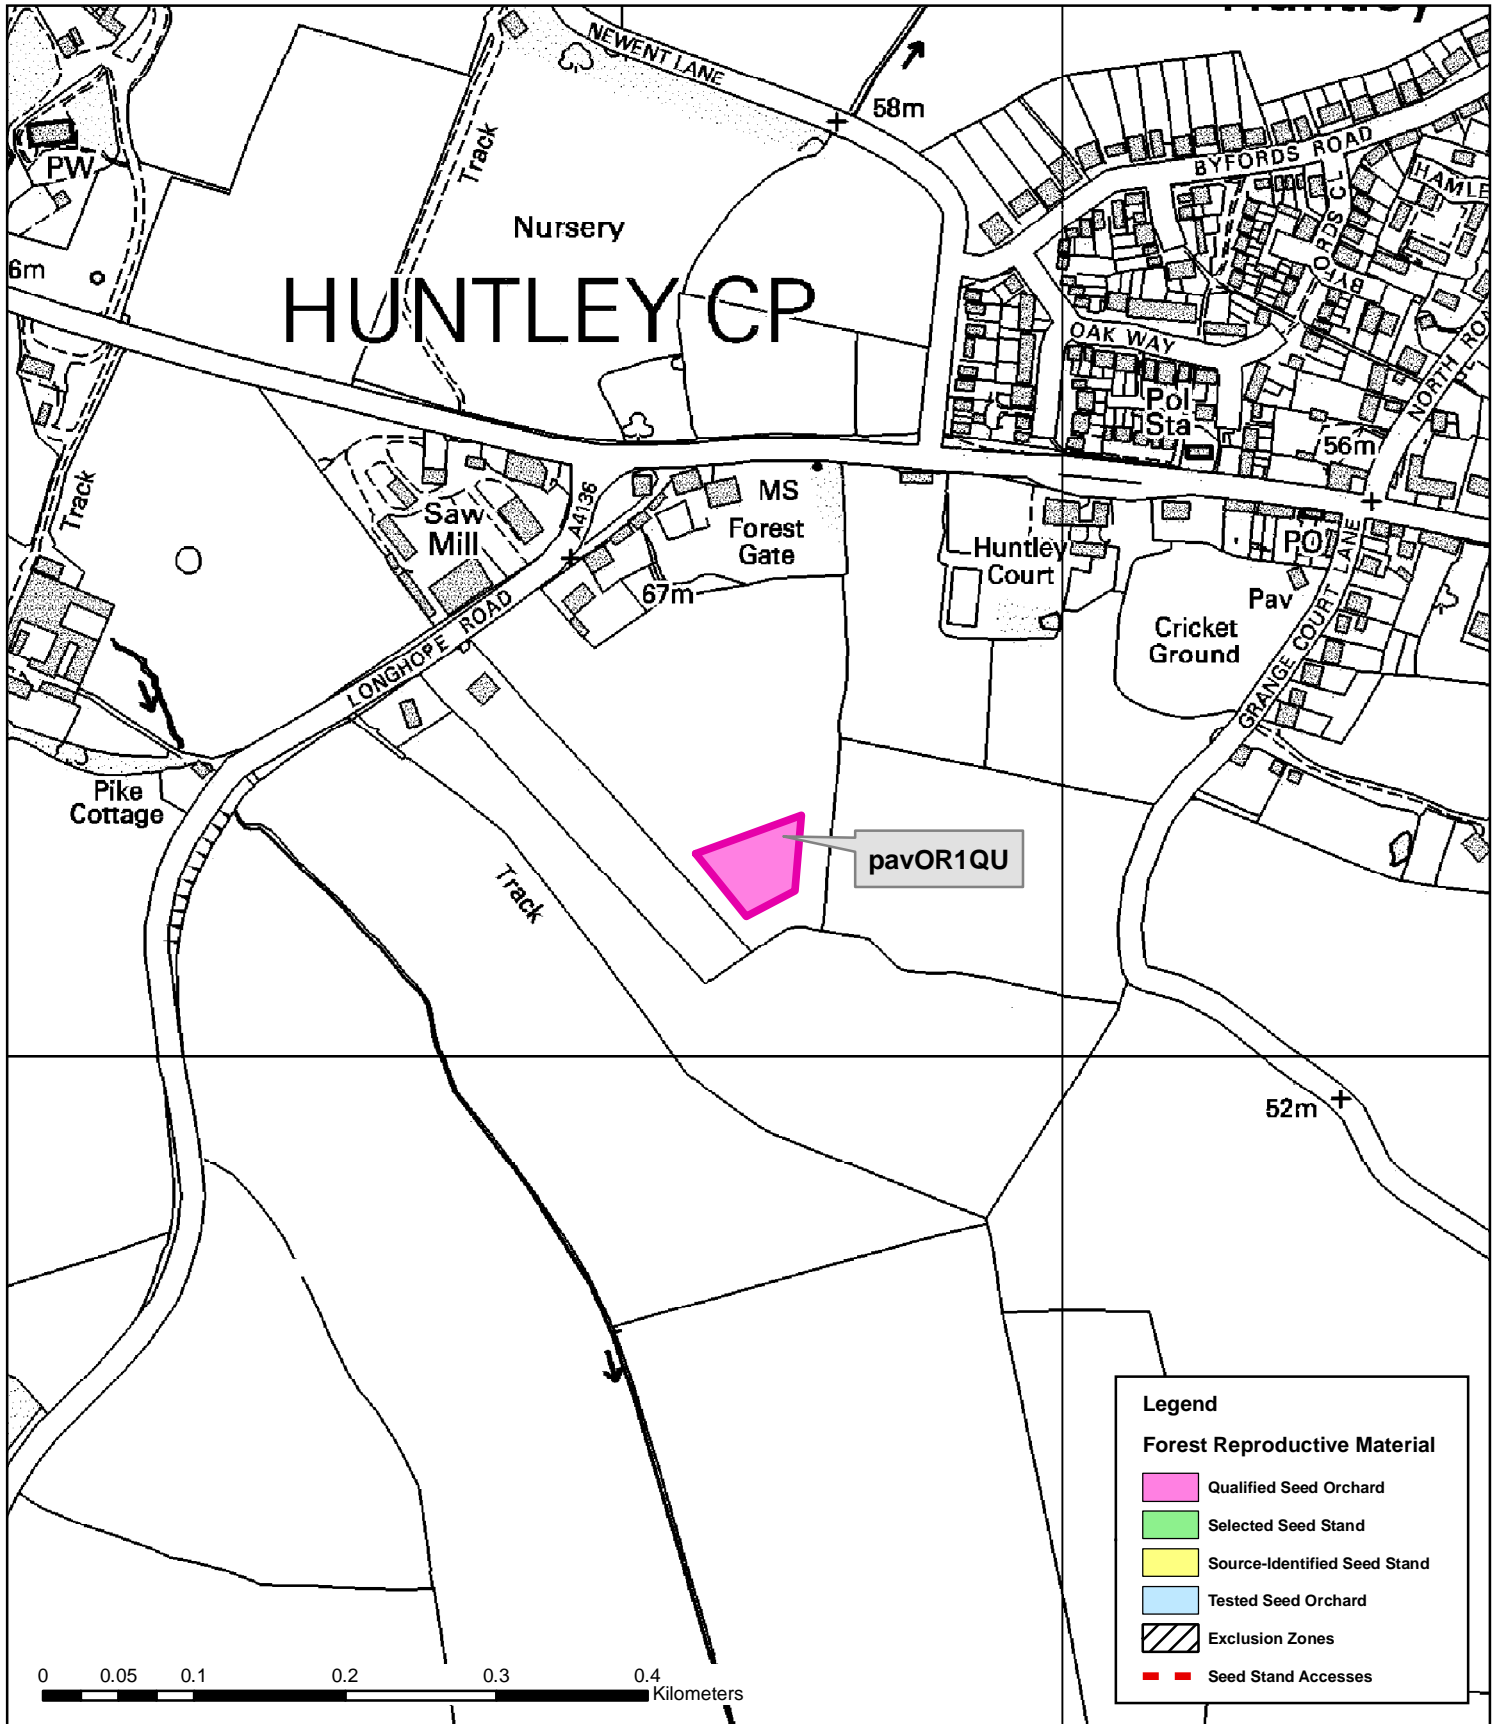 NEWENT LANE
58m
BYFORDS ROAD
PW
Track
Nursery
BYFORDS CL
6m
HUNTLEY CP
OAK WAY
NORTH ROA
Pol
Sta
56m
Track
Saw
Mill
A4136
MS
Forest
Gate
67m
Huntley
Court
PO
Pav
Cricket
Ground
GRANGE COURT LANE
LONGHOPE ROAD
Pike
Cottage
pavOR1QU
Track
52m
Legend
Forest Reproductive Material
Qualified Seed Orchard
Selected Seed Stand
Source-Identified Seed Stand
Tested Seed Orchard
Exclusion Zones
Seed Stand Accesses
0 0.05 0.1 0.2 0.3 0.4
Kilometers